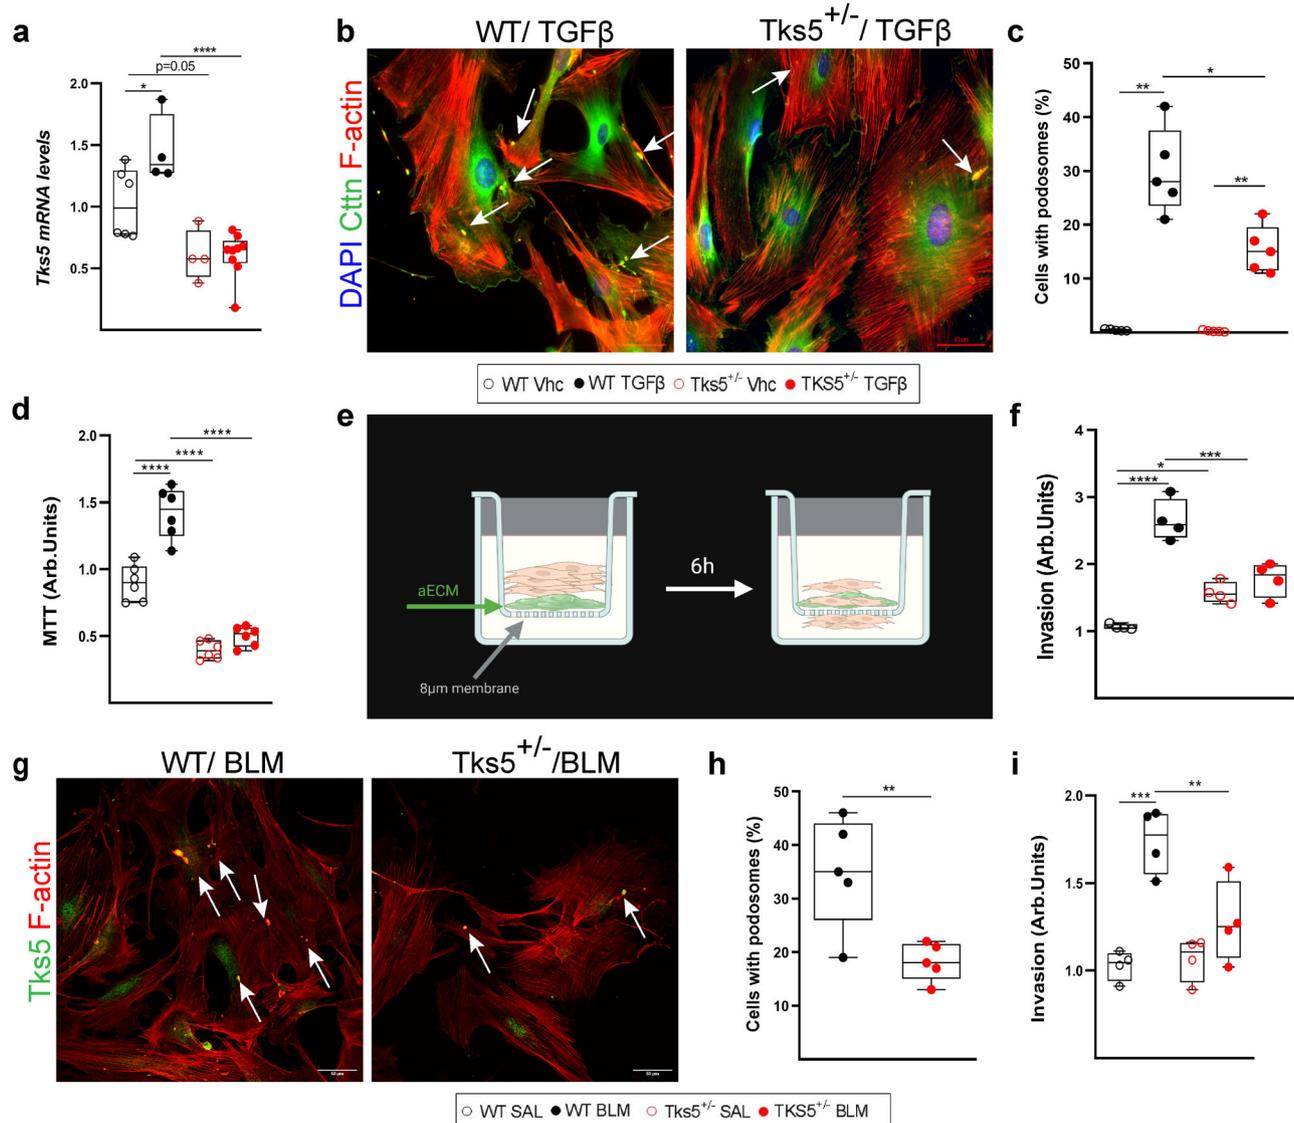 a
Tks5 mRNA levels
2.0
1.5
1.0
0.5
*
p=0.05
****
b
WT/ TGFβ
Tks5+/-/ TGFβ
DAPI Cttn F-actin
c
Cells with podosomes (%)
50
40
30
20
10
**
*
**
○ WT Vhc ● WT TGFβ ○ Tks5+/- Vhc ● TKS5+/- TGFβ
d
MTT (Arb.Units)
2.0
1.5
1.0
0.5
****
****
****
e
aECM
8µm membrane
6h
f
Invasion (Arb.Units)
4
3
2
1
****
*
***
g
WT/ BLM
Tks5+/-/BLM
Tks5 F-actin
50 µm
50 µm
h
Cells with podosomes (%)
50
40
30
20
10
**
i
Invasion (Arb.Units)
2.0
1.5
1.0
***
**
○ WT SAL ● WT BLM ○ Tks5+/- SAL ● TKS5+/- BLM